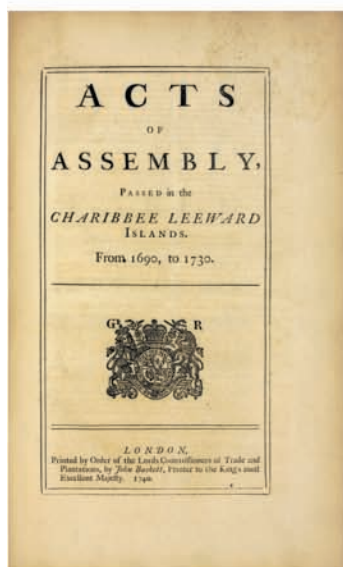 ACTS
OF
ASSEMBLY,
PASSED in the
CHARIBBEE LEEWARD
ISLANDS.
From 1690, to 1730.
G R
LONDON,
Printed by Order of the Lords Commissioners of Trade and
Plantations, by John Baskett, Printer to the Kings most
Excellent Majesty. 1740.